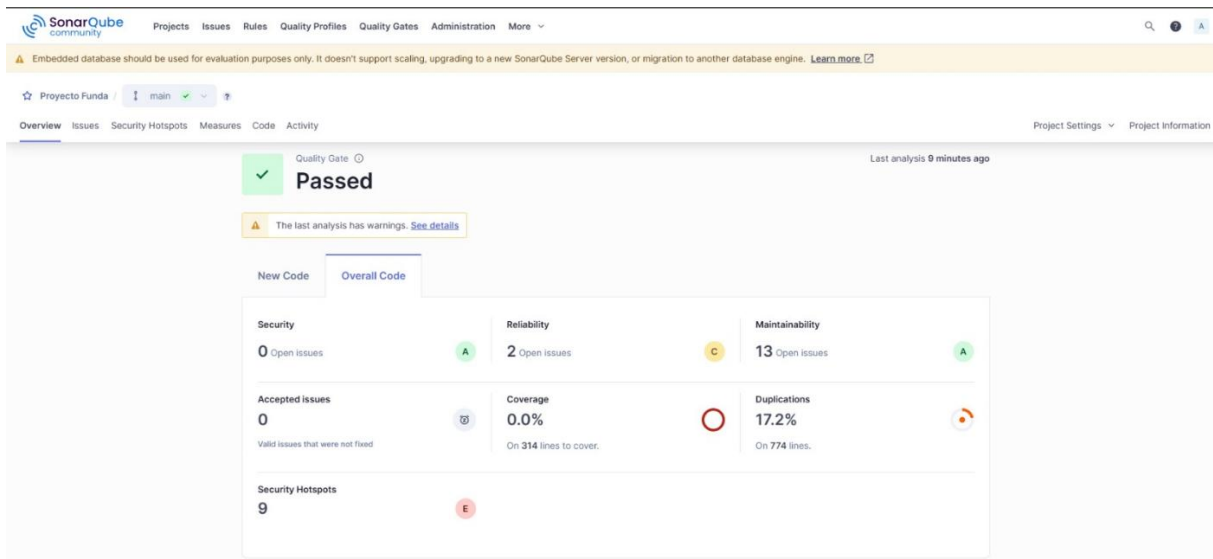 SonarQube
community
Projects Issues Rules Quality Profiles Quality Gates Administration More
A
Embedded database should be used for evaluation purposes only. It doesn't support scaling, upgrading to a new SonarQube Server version, or migration to another database engine. Learn more
Proyecto Funda / main ?
Overview Issues Security Hotspots Measures Code Activity
Project Settings Project Information
Quality Gate
Passed
Last analysis 9 minutes ago
The last analysis has warnings. See details
New Code Overall Code
Security
0 Open issues A
Reliability
2 Open issues C
Maintainability
13 Open issues A
Accepted issues
0
Valid issues that were not fixed
Coverage
0.0%
On 314 lines to cover.
Duplications
17.2%
On 774 lines.
Security Hotspots
9 E